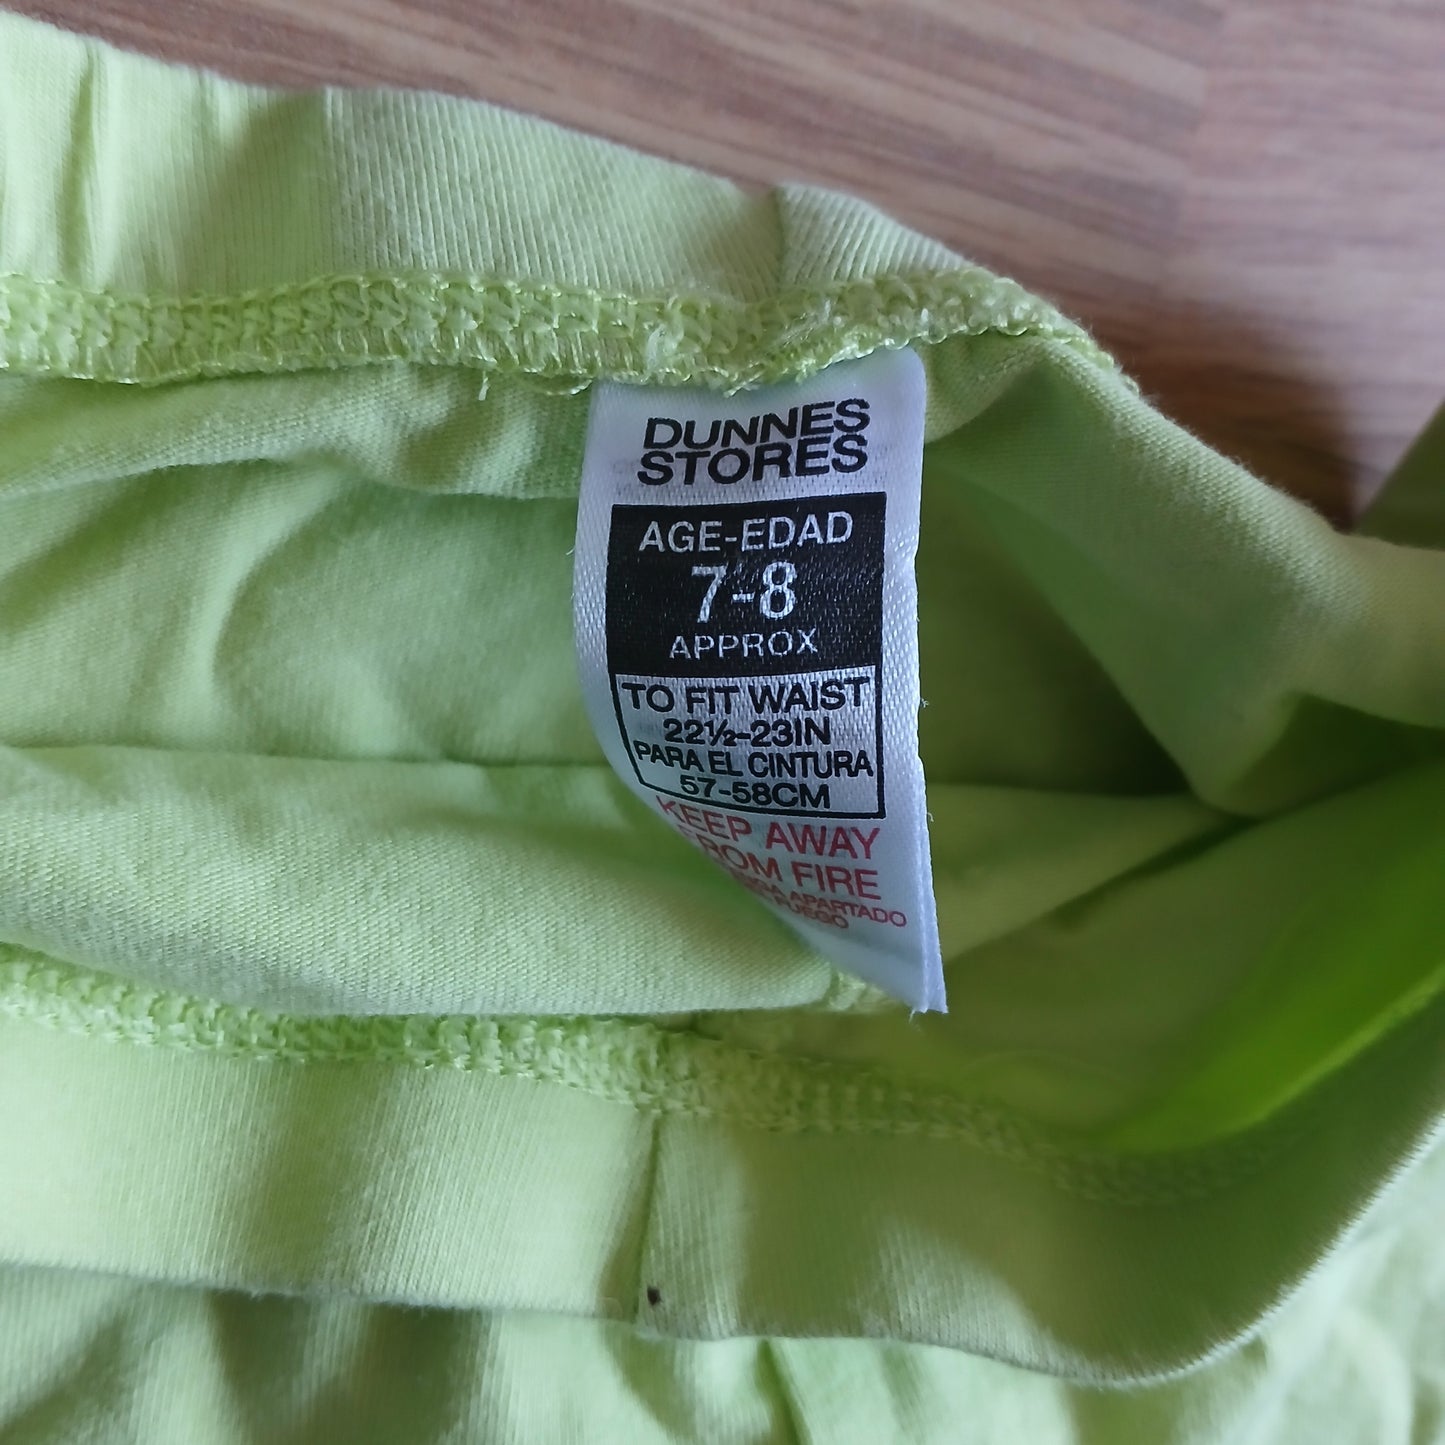 DUNNES
STORES
AGE-EDAD
7-8
APPROX
TO FIT WAIST
22½-23IN
PARA EL CINTURA
57-58CM
KEEP AWAY
FROM FIRE
APARTADO
FUEGO